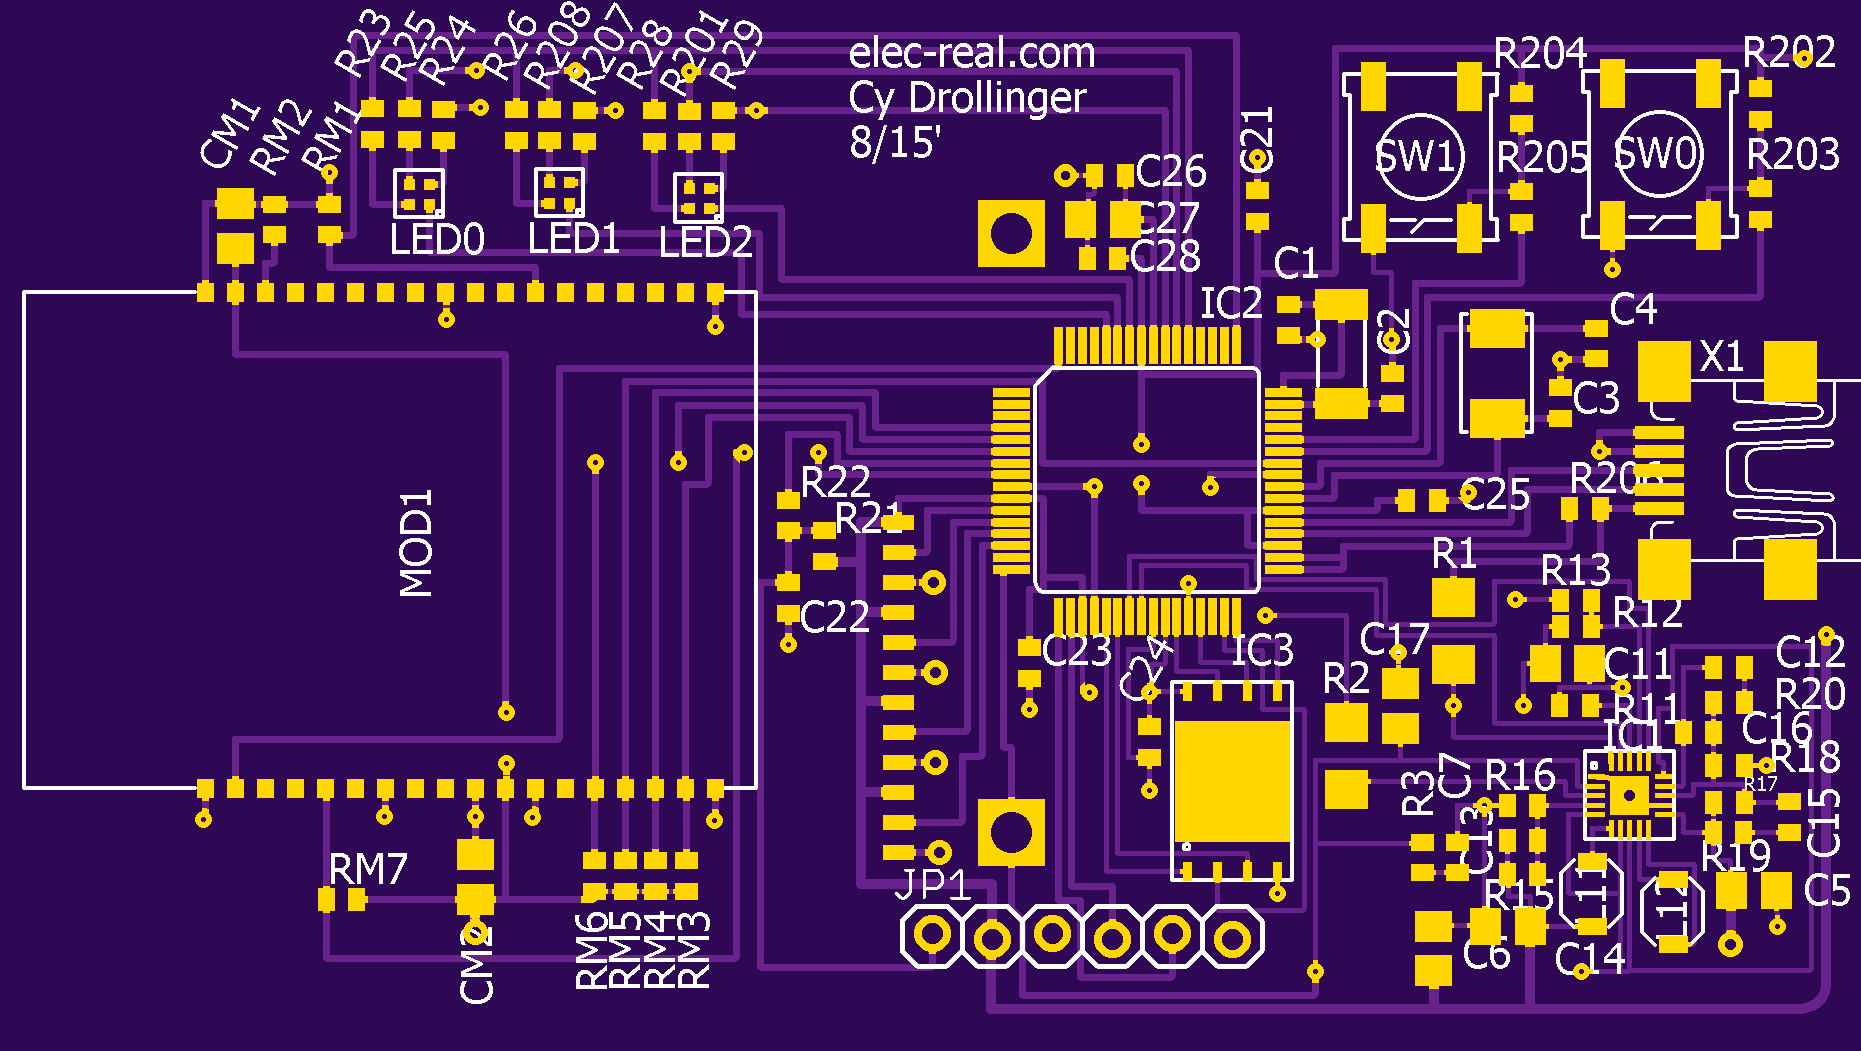 R23
R25
R24
R26
R208
R207
R28
R201
R29
elec-real.com
Cy Drollinger
8/15'
R204
R202
CM1
RM2
RM1
C21
SW1
R205
SW0
R203
C26
C27
C28
LED0
LED1
LED2
C1
IC2
C2
C4
X1
C3
MOD1
R22
R21
C25
R206
R1
R13
R12
C22
C23
C24
IC3
C17
R2
C11
C12
R20
R11
IC1
C16
R18
R17
R3
C7
R16
C13
C15
R19
RM7
JP1
R15
L11
L12
C5
CM2
RM6
RM5
RM4
RM3
C6
C14